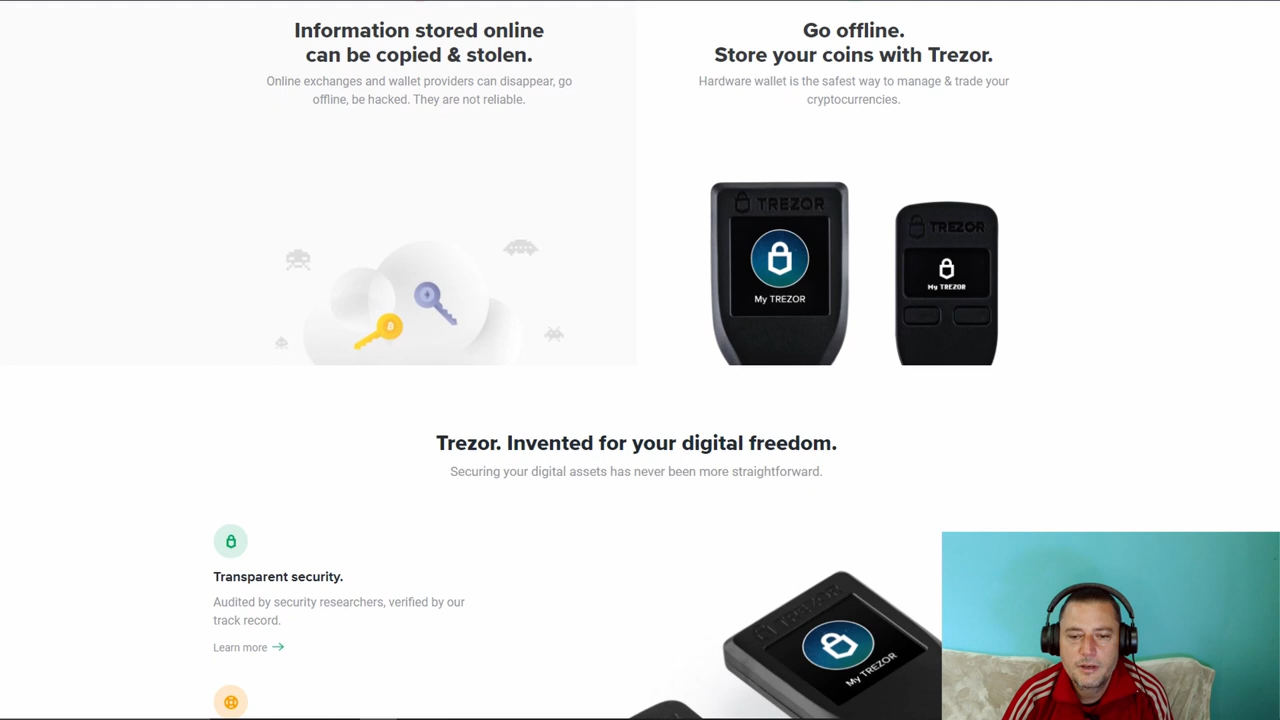 Information stored online
can be copied & stolen.
Online exchanges and wallet providers can disappear, go
offline, be hacked. They are not reliable.
Go offline.
Store your coins with Trezor.
Hardware wallet is the safest way to manage & trade your
cryptocurrencies.
TREZOR
My TREZOR
TREZOR
My TREZOR
Trezor. Invented for your digital freedom.
Securing your digital assets has never been more straightforward.
Transparent security.
Audited by security researchers, verified by our
track record.
Learn more
TREZOR
My TREZOR